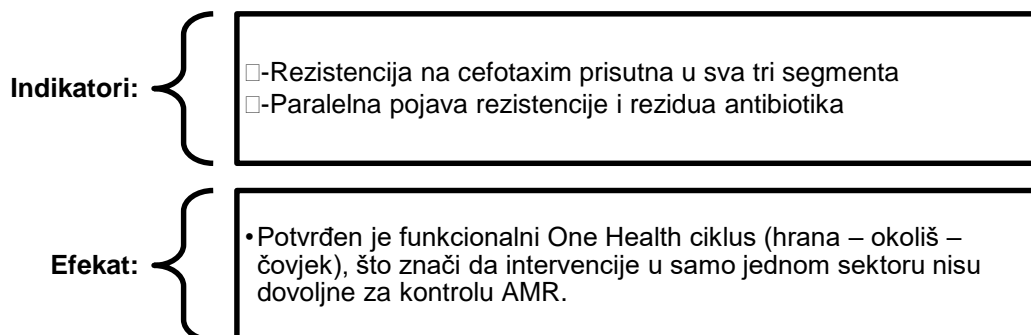 Indikatori:
-Rezistencija na cefotaxim prisutna u sva tri segmenta
-Paralelna pojava rezistencije i rezidua antibiotika
Efekat:
•Potvrđen je funkcionalni One Health ciklus (hrana – okoliš –
čovjek), što znači da intervencije u samo jednom sektoru nisu
dovoljne za kontrolu AMR.